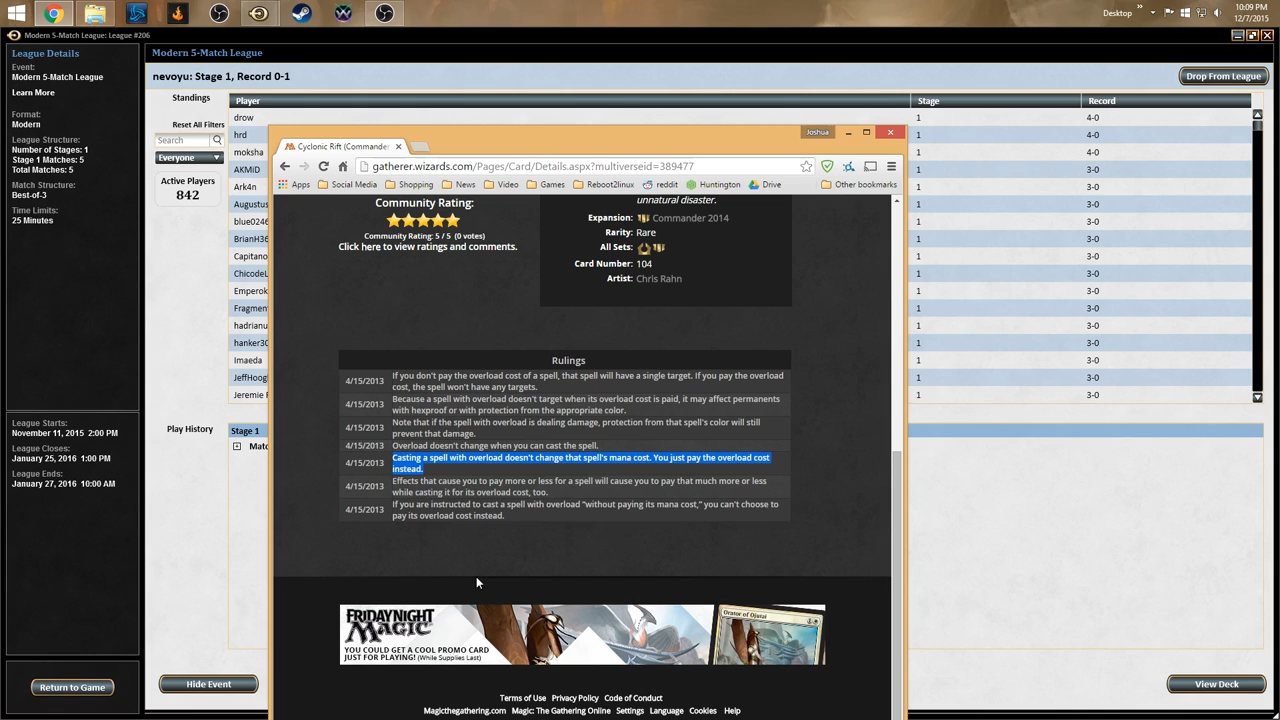 Desktop
10:09 PM
12/7/2015
Modern 5-Match League: League #206
League Details
Event:
Modern 5-Match League
Learn More
Format:
Modern
League Structure:
Number of Stages: 1
Stage 1 Matches: 5
Total Matches: 5
Match Structure:
Best-of-3
Time Limits:
25 Minutes
League Starts:
November 11, 2015 2:00 PM
League Closes:
January 25, 2016 1:00 PM
League Ends:
January 27, 2016 10:00 AM
Return to Game
Modern 5-Match League
nevoyu: Stage 1, Record 0-1
Drop From League
Standings
Reset All Filters
Search
Everyone
Active Players
842
Player Stage Record
drow 1 4-0
hrd 1 4-0
moksha 1 4-0
AKMiD 1 3-0
Ark4n 1 3-0
Augustus 1 3-0
blue0246 1 3-0
BrianH36 1 3-0
Capitano 1 3-0
ChicodeL 1 3-0
Emperok 1 3-0
Fragmen 1 3-0
hadrianu 1 3-0
hanker30 1 3-0
Imaeda 1 3-0
JeffHoog 1 3-0
Jeremie F 1 3-0
Play History
Stage 1
Matc
Hide Event
View Deck
Joshua
Cyclonic Rift (Commander
gatherer.wizards.com/Pages/Card/Details.aspx?multiverseid=389477
Apps Social Media Shopping News Video Games Reboot2linux reddit Huntington Drive Other bookmarks
Community Rating:
Community Rating: 5 / 5 (0 votes)
Click here to view ratings and comments.
unnatural disaster.
Expansion: Commander 2014
Rarity: Rare
All Sets:
Card Number: 104
Artist: Chris Rahn
Rulings
4/15/2013 If you don't pay the overload cost of a spell, that spell will have a single target. If you pay the overload
cost, the spell won't have any targets.
4/15/2013 Because a spell with overload doesn't target when its overload cost is paid, it may affect permanents
with hexproof or with protection from the appropriate color.
4/15/2013 Note that if the spell with overload is dealing damage, protection from that spell's color will still
prevent that damage.
4/15/2013 Overload doesn't change when you can cast the spell.
4/15/2013 Casting a spell with overload doesn't change that spell's mana cost. You just pay the overload cost
instead.
4/15/2013 Effects that cause you to pay more or less for a spell will cause you to pay that much more or less
while casting it for its overload cost, too.
4/15/2013 If you are instructed to cast a spell with overload "without paying its mana cost," you can't choose to
pay its overload cost instead.
FRIDAY NIGHT
MAGIC
YOU COULD GET A COOL PROMO CARD
JUST FOR PLAYING! (While Supplies Last)
Orator of Ojutai
Terms of Use Privacy Policy Code of Conduct
Magicthegathering.com Magic: The Gathering Online Settings Language Cookies Help